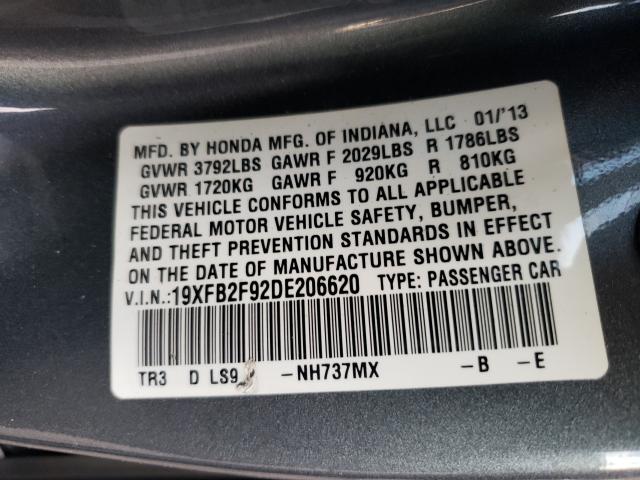 MFD. BY HONDA MFG. OF INDIANA, LLC 01/'13
GVWR 3792LBS GAWR F 2029LBS R 1786LBS
GVWR 1720KG GAWR F 920KG R 810KG
THIS VEHICLE CONFORMS TO ALL APPLICABLE
FEDERAL MOTOR VEHICLE SAFETY, BUMPER,
AND THEFT PREVENTION STANDARDS IN EFFECT
ON THE DATE OF MANUFACTURE SHOWN ABOVE.
V.I.N.:19XFB2F92DE206620 TYPE: PASSENGER CAR
TR3 D LS9 -NH737MX -B -E